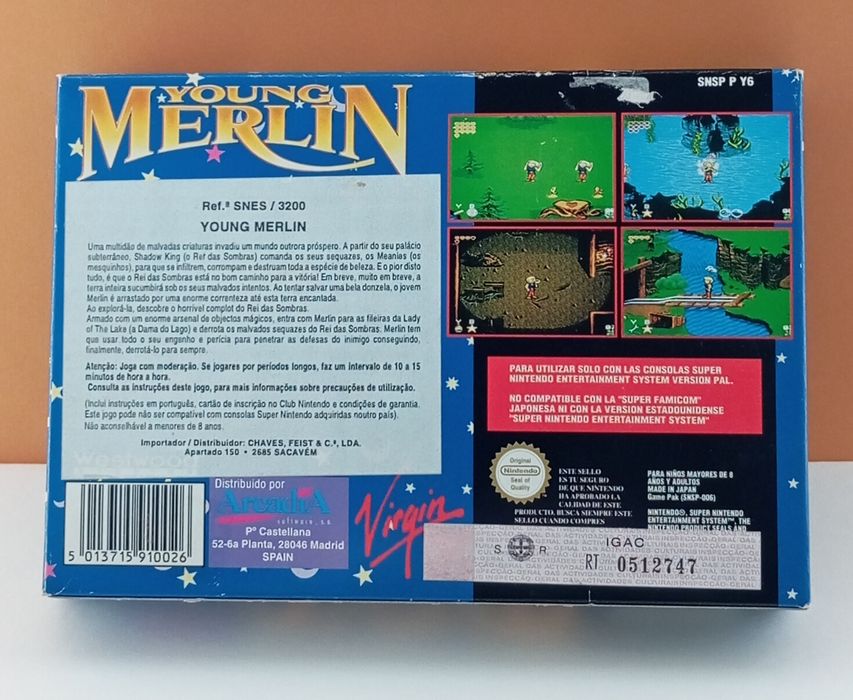 SNSP P Y6
YOUNG
MERLIN
Ref.ª SNES / 3200
YOUNG MERLIN
Uma multidão de malvadas criaturas invadiu um mundo outrora próspero. A partir do seu palácio
subterrâneo, Shadow King (o Ref das Sombras) comanda os seus sequazes, os Meanias (os
mesquinhos), para que se infiltrem, corrompam e destruam toda a espécie de beleza. E o pior disto
tudo, é que o Rei das Sombras está no bom caminho para a vitória! Em breve, muito em breve, a
terra inteira sucumbirá sob os seus malvados intentos. Ao tentar salvar uma bela donzela, o jovem
Merlin é arrastado por uma enorme correnteza até esta terra encantada.
Ao explorá-la, descobre o horrível complot do Rei das Sombras.
Armado com um enorme arsenal de objectos mágicos, entra com Merlin para as fileiras da Lady
of The Lake (a Dama do Lago) e derrota os malvados sequazes do Rei das Sombras. Merlin tem
que usar todo o seu engenho e perícia para penetrar as defesas do inimigo conseguindo,
finalmente, derrotá-lo para sempre.
Atenção: Joga com moderação. Se jogares por períodos longos, faz um intervalo de 10 a 15
minutos de hora a hora.
Consulta as instruções deste jogo, para mais informações sobre precauções de utilização.
(Inclui instruções em português, cartão de inscrição no Club Nintendo e condições de garantia.
Este jogo pode não ser compatível com consolas Super Nintendo adquiridas noutro país).
Não aconselhável a menores de 8 anos.
Importador / Distribuidor: CHAVES, FEIST & C.ª, LDA.
Apartado 150 • 2685 SACAVÉM
PARA UTILIZAR SOLO CON LAS CONSOLAS SUPER
NINTENDO ENTERTAINMENT SYSTEM VERSION PAL.
NO COMPATIBLE CON LA "SUPER FAMICOM"
JAPONESA NI CON LA VERSION ESTADOUNIDENSE
"SUPER NINTENDO ENTERTAINMENT SYSTEM"
Original
Nintendo
Seal of
Quality
ESTE SELLO
ES TU SEGURO
DE QUE NINTENDO
HA APROBADO LA
CALIDAD DE ESTE
PRODUCTO. BUSCA SIEMPRE ESTE
SELLO CUANDO COMPRES
PARA NIÑOS MAYORES DE 8
AÑOS Y ADULTOS
MADE IN JAPAN
Game Pak (SNSP-006)
NINTENDO®, SUPER NINTENDO
ENTERTAINMENT SYSTEM™, THE
NINTENDO PRODUCT SEALS AND
5 013715 910026
Distribuido por
ArcadiA
software, s.a.
Pº Castellana
52-6a Planta, 28046 Madrid
SPAIN
Virgin
S R
IGAC
RT 0512747